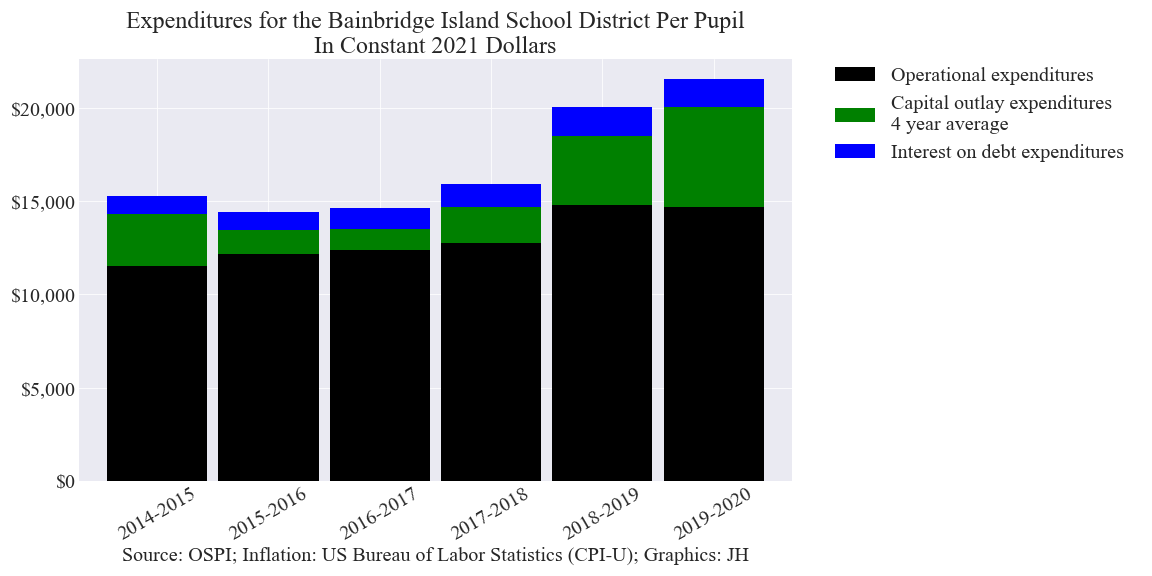 Expenditures for the Bainbridge Island School District Per Pupil
In Constant 2021 Dollars
Operational expenditures
Capital outlay expenditures
4 year average
Interest on debt expenditures
$20,000
$15,000
$10,000
$5,000
$0
2014-2015
2015-2016
2016-2017
2017-2018
2018-2019
2019-2020
Source: OSPI; Inflation: US Bureau of Labor Statistics (CPI-U); Graphics: JH